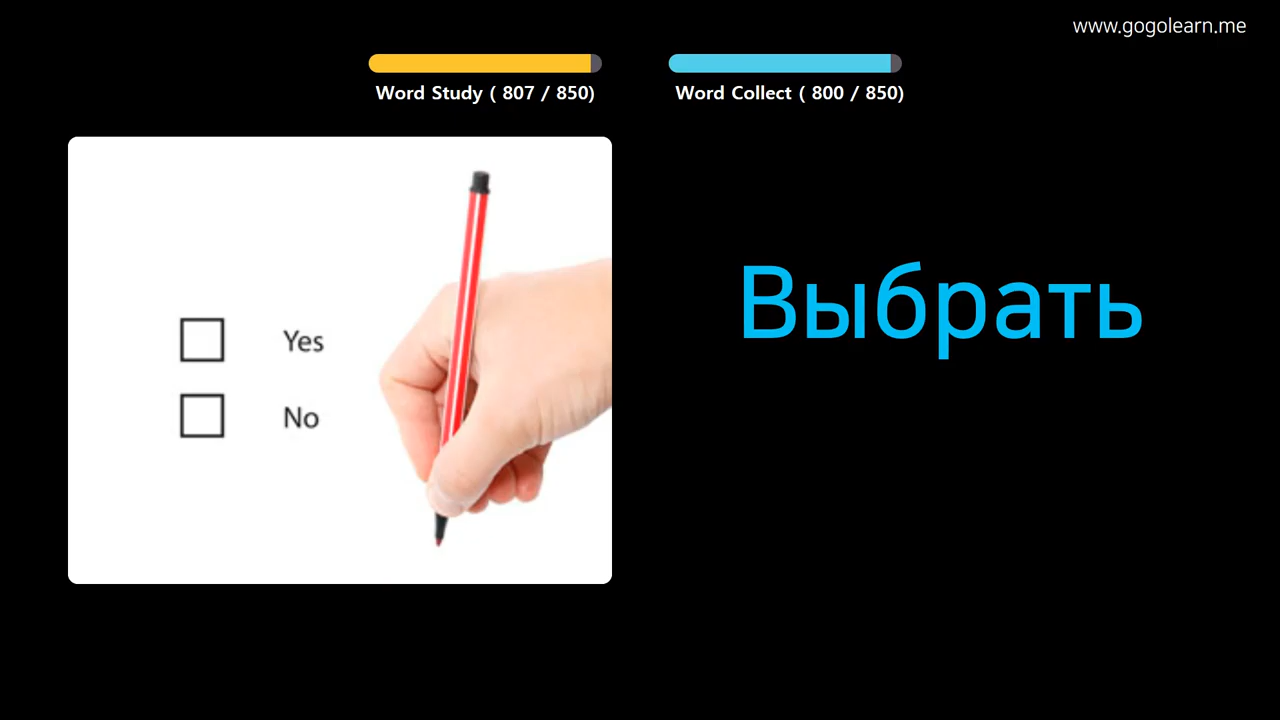 www.gogolearn.me
Word Study ( 807 / 850)
Word Collect ( 800 / 850)
Yes
No
Выбрать